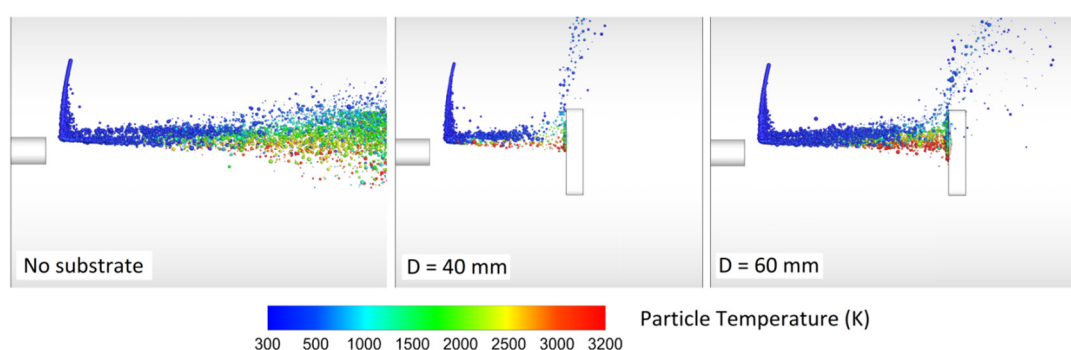 No substrate
D = 40 mm
D = 60 mm
Particle Temperature (K)
300 500 1000 1500 2000 2500 3000 3200